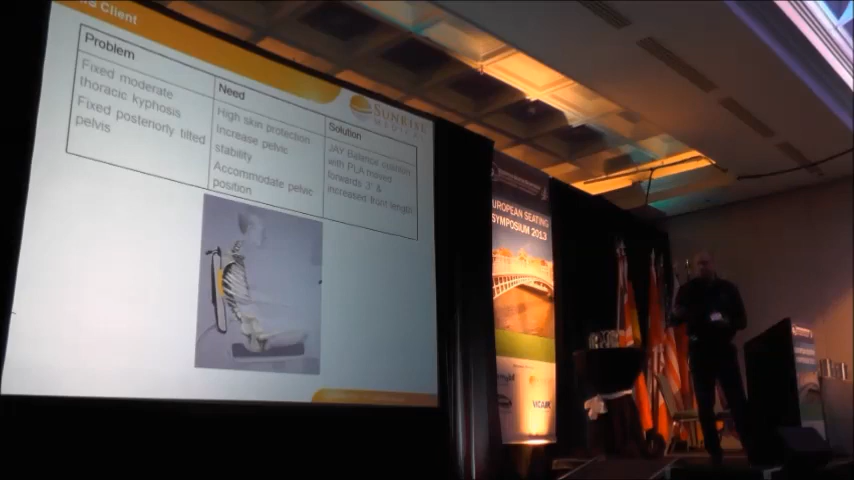 Client
Problem
Fixed moderate
thoracic kyphosis
Fixed posteriorly tilted
pelvis
Need
High skin protection
Increase pelvic
stability
Accommodate pelvic
position
Solution
JAY Balance cushion
with PLA moved
forwards 3" &
increased front length
SUNRISE
MEDICAL
EUROPEAN SEATING
SYMPOSIUM 2013